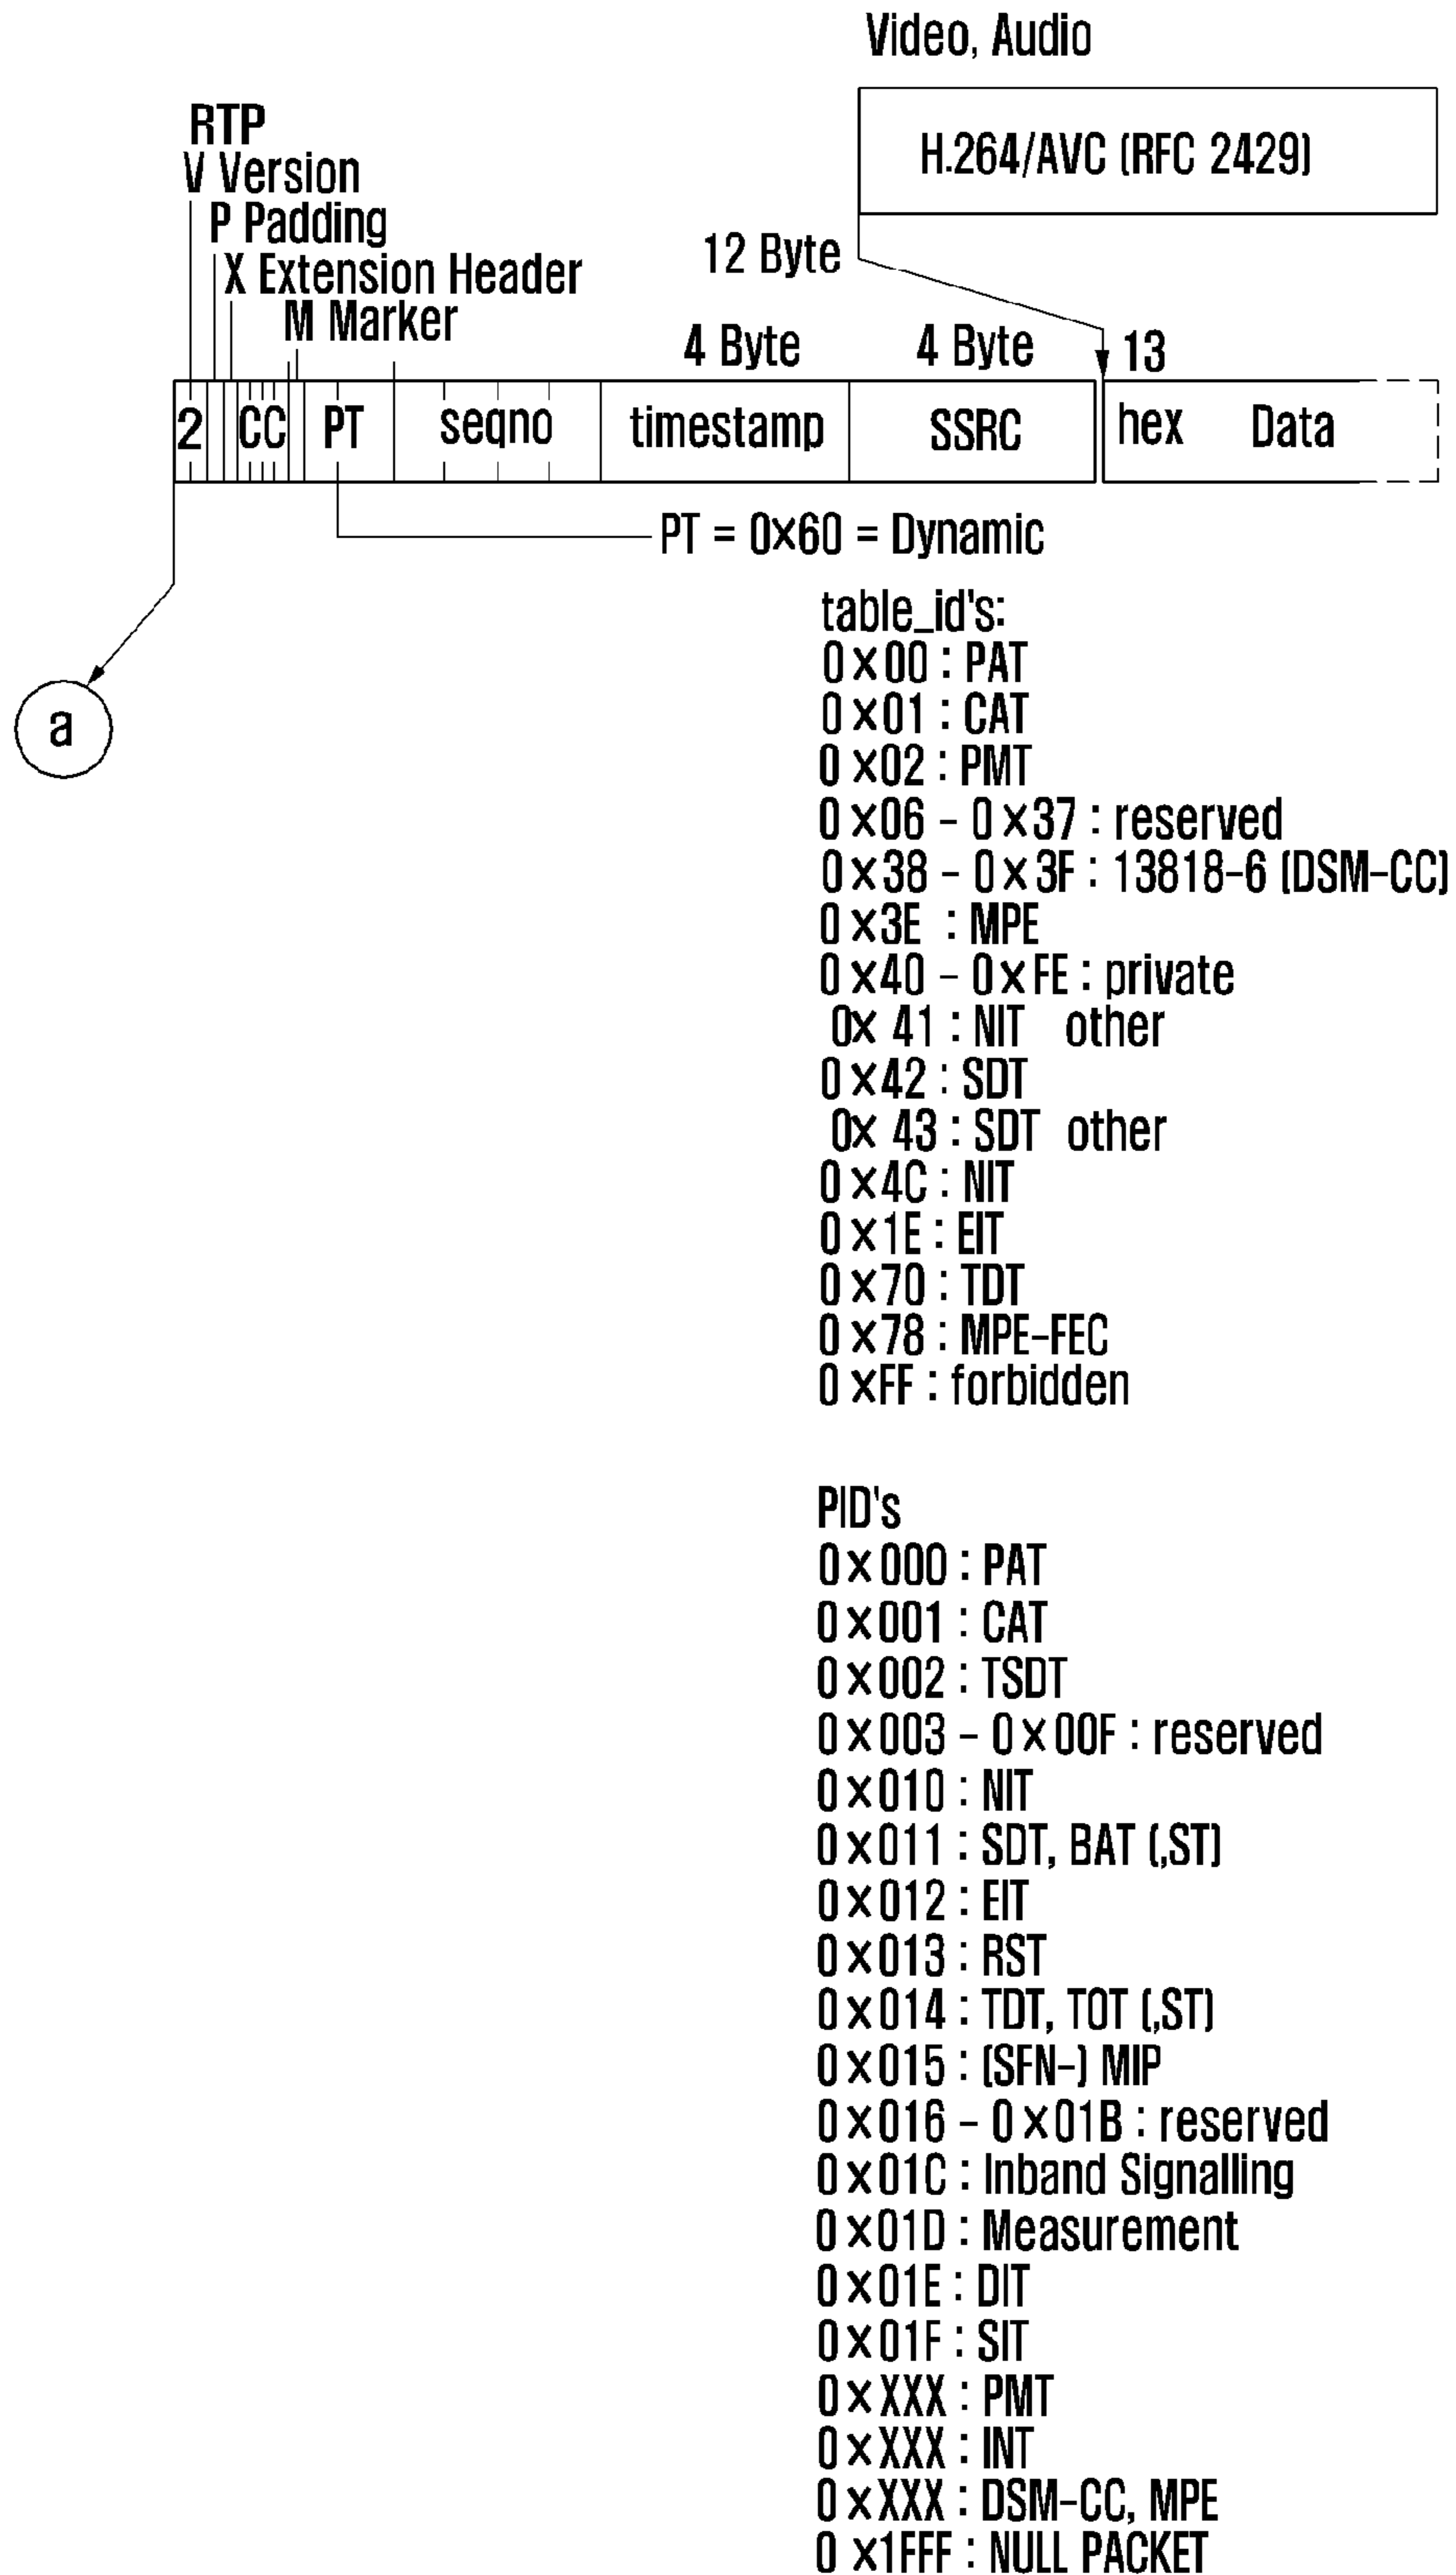 Video, Audio
H.264/AVC (RFC 2429)
RTP
V Version
P Padding
X Extension Header
M Marker
12 Byte
4 Byte 4 Byte 13
2 CC PT seqno timestamp SSRC hex Data
PT = 0×60 = Dynamic
a
table_id's:
0×00 : PAT
0×01 : CAT
0×02 : PMT
0×06 - 0×37 : reserved
0×38 - 0×3F : 13818-6 (DSM-CC)
0×3E : MPE
0×40 - 0×FE : private
0× 41 : NIT other
0×42 : SDT
0× 43 : SDT other
0×4C : NIT
0×1E : EIT
0×70 : TDT
0×78 : MPE-FEC
0×FF : forbidden
PID's
0×000 : PAT
0×001 : CAT
0×002 : TSDT
0×003 - 0×00F : reserved
0×010 : NIT
0×011 : SDT, BAT (,ST)
0×012 : EIT
0×013 : RST
0×014 : TDT, TOT (,ST)
0×015 : (SFN-) MIP
0×016 - 0×01B : reserved
0×01C : Inband Signalling
0×01D : Measurement
0×01E : DIT
0×01F : SIT
0×XXX : PMT
0×XXX : INT
0×XXX : DSM-CC, MPE
0 ×1FFF : NULL PACKET